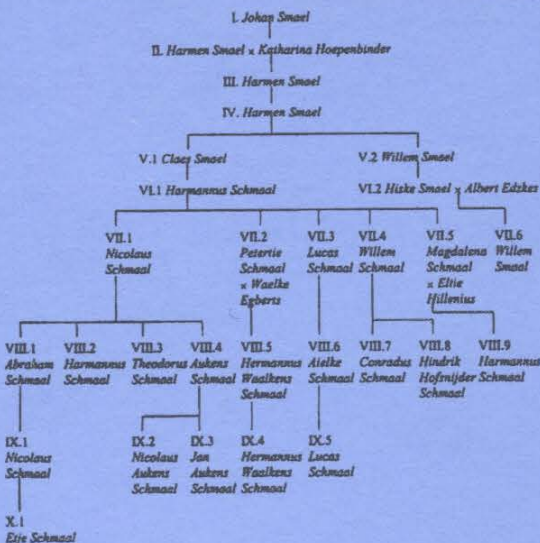 I. Johan Smael
II. Harmen Smael x Katharina Hoepenbinder
III. Harmen Smael
IV. Harmen Smael
V.1 Claes Smael
V.2 Willem Smael
VI.1 Harmannus Schmaal
VI.2 Hiske Smael x Albert Edzkes
VII.1
Nicolaus
Schmaal
VII.2
Petertie
Schmaal
x Waelke
Egberts
VII.3
Lucas
Schmaal
VII.4
Willem
Schmaal
VII.5
Magdalena
Schmaal
x Eltie
Hillenius
VII.6
Willem
Smaal
VIII.1
Abraham
Schmaal
VIII.2
Harmannus
Schmaal
VIII.3
Theodorus
Schmaal
VIII.4
Aukens
Schmaal
VIII.5
Hermannus
Waalkens
Schmaal
VIII.6
Aielke
Schmaal
VIII.7
Conradus
Schmaal
VIII.8
Hindrik
Hofsnijder
Schmaal
VIII.9
Harmannus
Schmaal
IX.1
Nicolaus
Schmaal
IX.2
Nicolaus
Aukens
Schmaal
IX.3
Jan
Aukens
Schmaal
IX.4
Hermannus
Waalkens
Schmaal
IX.5
Lucas
Schmaal
X.1
Etje Schmaal